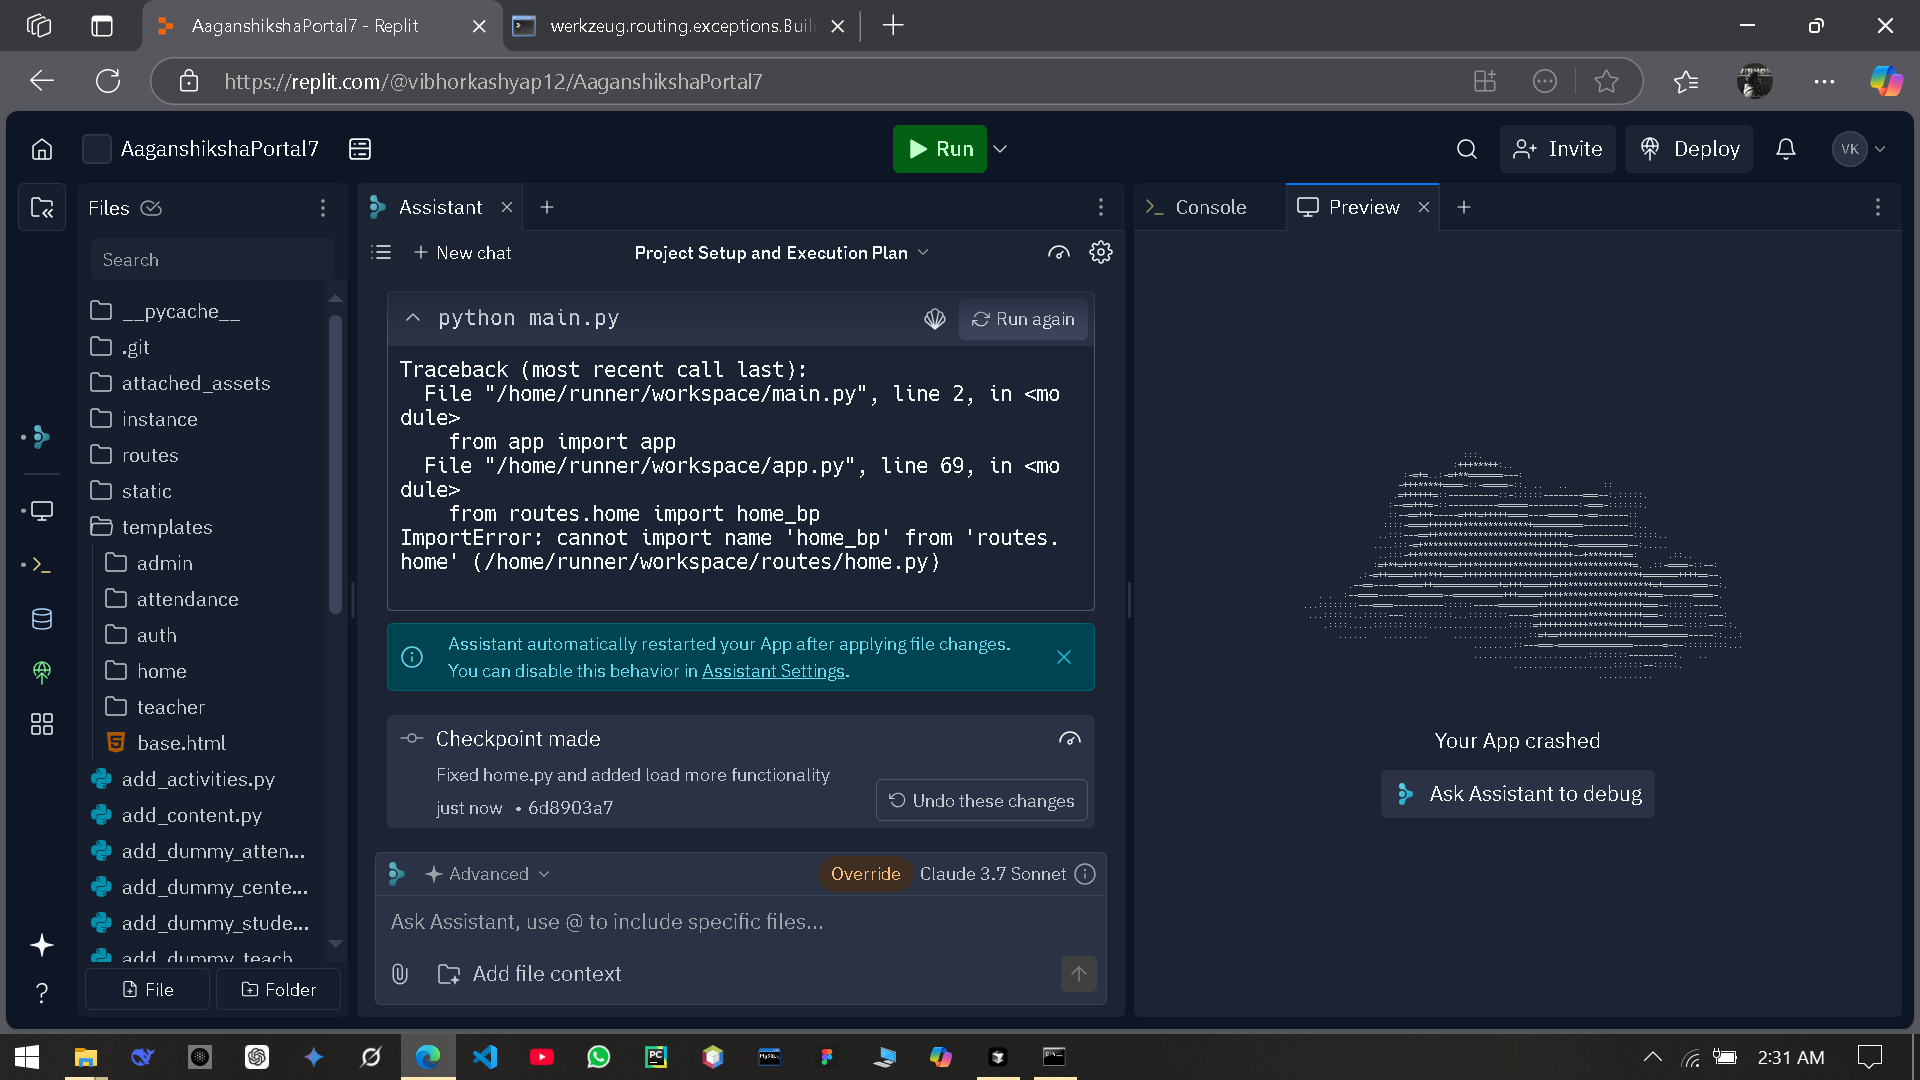 AaganshikshaPortal7 - Replit
werkzeug.routing.exceptions.Buil
https://replit.com/@vibhorkashyap12/AaganshikshaPortal7
AaganshikshaPortal7
Run
Invite
Deploy
VK
Files
Search
__pycache__
.git
attached_assets
instance
routes
static
templates
admin
attendance
auth
home
teacher
base.html
add_activities.py
add_content.py
add_dummy_atten...
add_dummy_cente...
add_dummy_stude...
add_dummy_teach
File
Folder
Assistant
New chat
Project Setup and Execution Plan
python main.py
Run again
Traceback (most recent call last):
File "/home/runner/workspace/main.py", line 2, in <mo
dule>
from app import app
File "/home/runner/workspace/app.py", line 69, in <mo
dule>
from routes.home import home_bp
ImportError: cannot import name 'home_bp' from 'routes.
home' (/home/runner/workspace/routes/home.py)
Assistant automatically restarted your App after applying file changes.
You can disable this behavior in Assistant Settings.
Checkpoint made
Fixed home.py and added load more functionality
just now • 6d8903a7
Undo these changes
Advanced
Override
Claude 3.7 Sonnet
Ask Assistant, use @ to include specific files...
Add file context
Console
Preview
Your App crashed
Ask Assistant to debug
2:31 AM